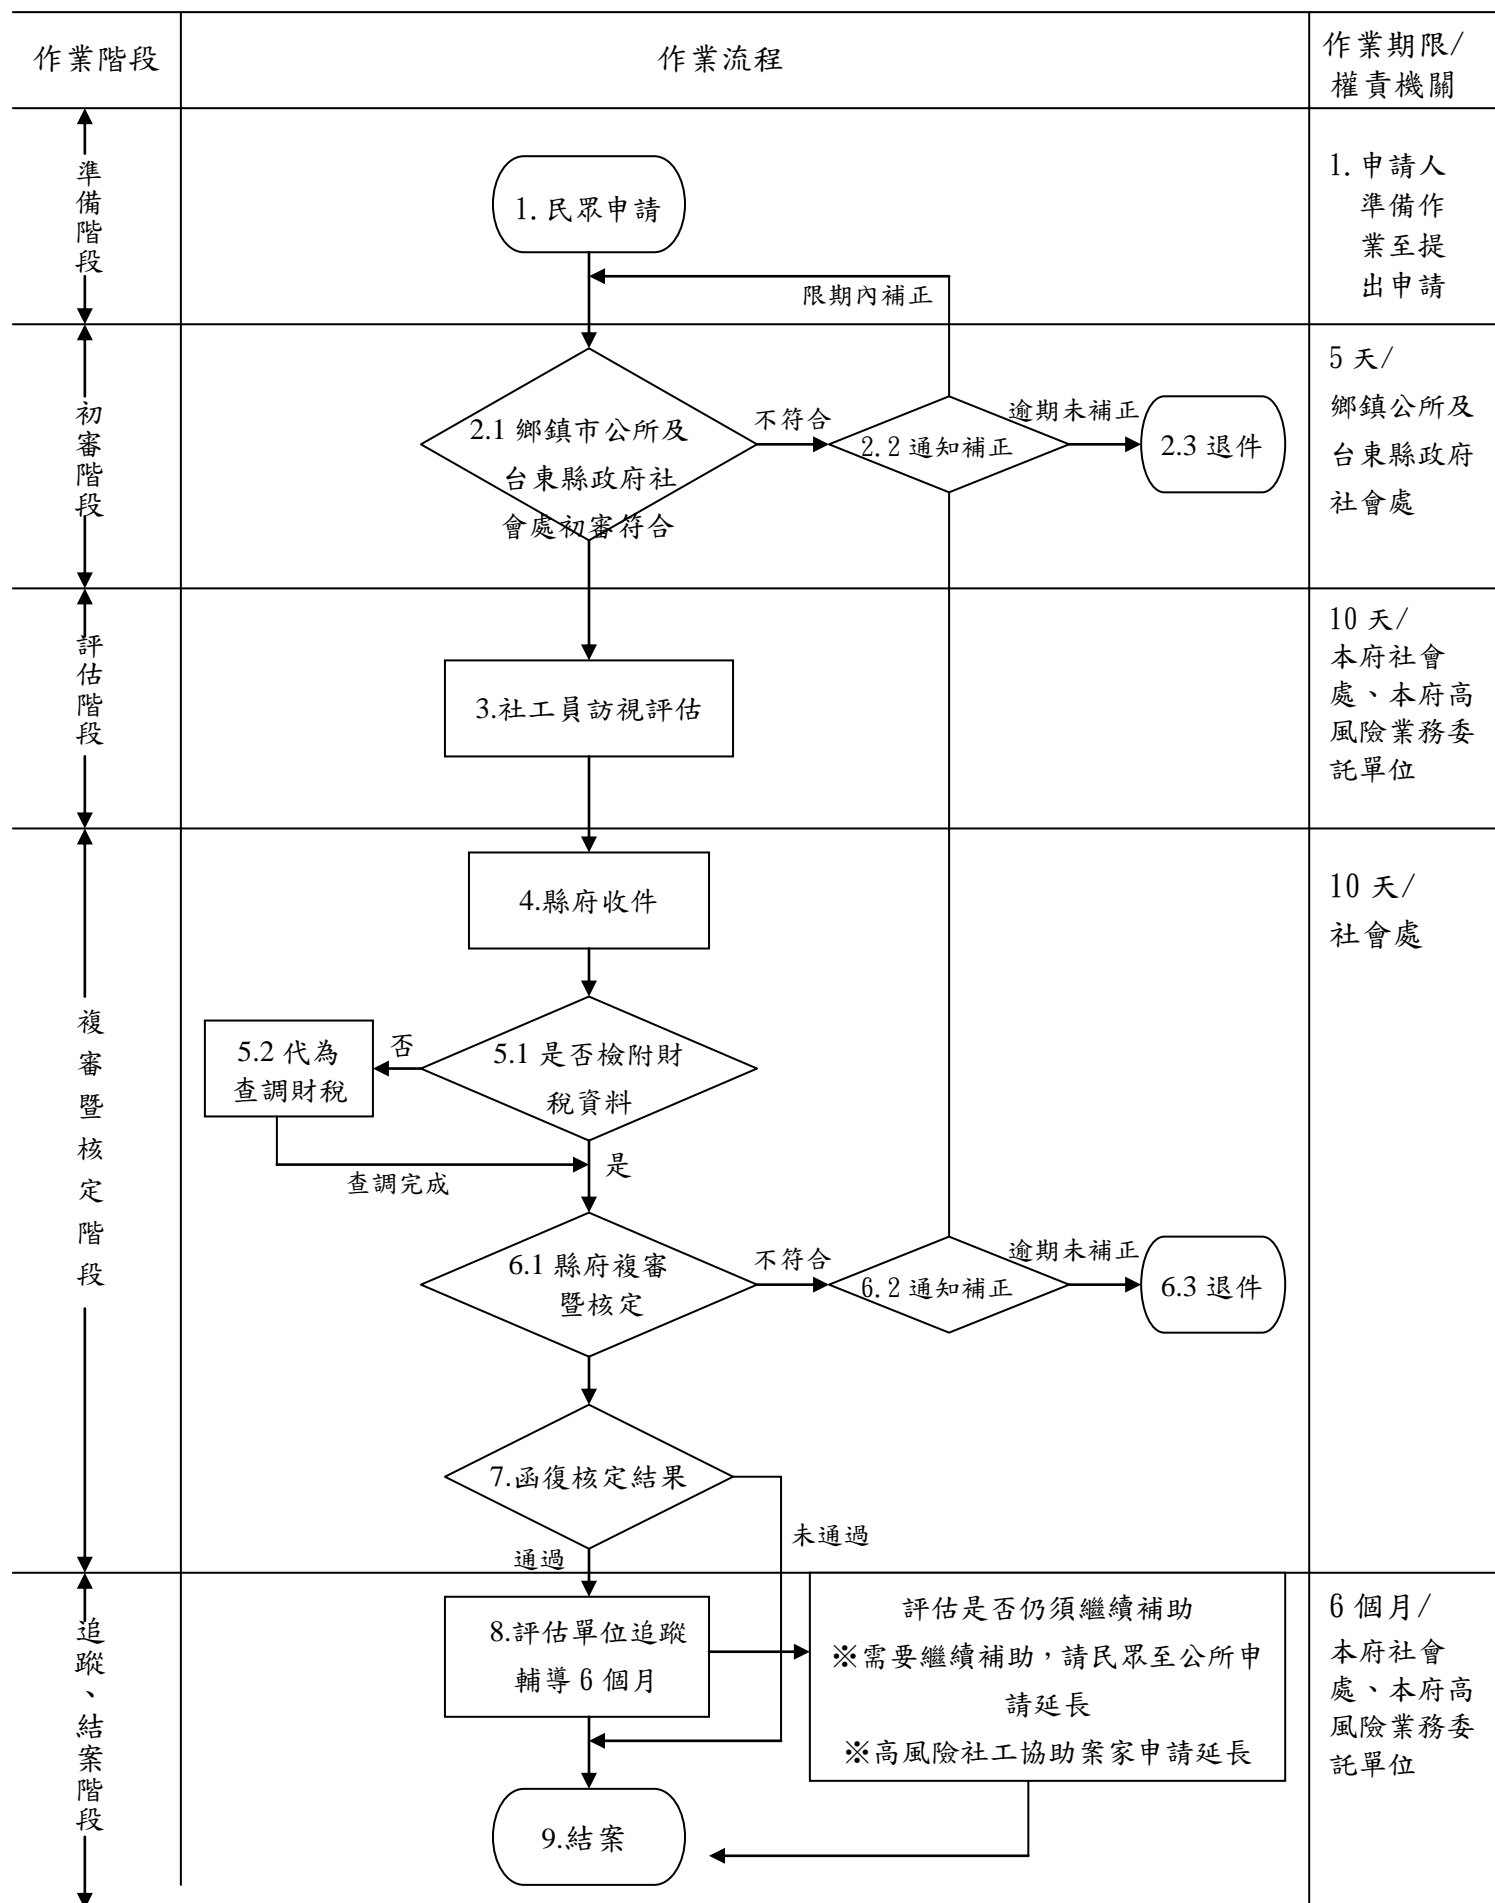 作業階段
作業流程
作業期限/
權責機關
準備階段
1. 民眾申請
限期內補正
1. 申請人
準備作
業至提
出申請
初審階段
2.1 鄉鎮市公所及
台東縣政府社
會處初審符合
不符合
2.2 通知補正
逾期未補正
2.3 退件
5 天/
鄉鎮公所及
台東縣政府
社會處
評估階段
3.社工員訪視評估
10 天/
本府社會
處、本府高
風險業務委
託單位
複審暨核定階段
4.縣府收件
10 天/
社會處
5.1 是否檢附財
稅資料
否
5.2 代為
查調財稅
查調完成
是
6.1 縣府複審
暨核定
不符合
6.2 通知補正
逾期未補正
6.3 退件
7.函復核定結果
未通過
通過
追蹤、結案階段
8.評估單位追蹤
輔導 6 個月
評估是否仍須繼續補助
※需要繼續補助，請民眾至公所申
請延長
※高風險社工協助案家申請延長
9.結案
6 個月/
本府社會
處、本府高
風險業務委
託單位